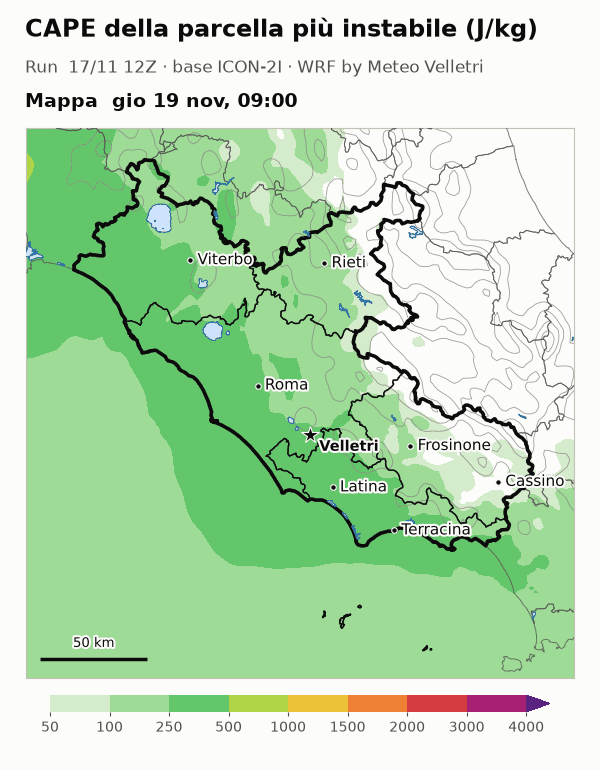 CAPE della parcella più instabile (J/kg)
Run 17/11 12Z · base ICON-2I · WRF by Meteo Velletri
Mappa gio 19 nov, 09:00
Viterbo
Rieti
Roma
Velletri
Frosinone
Latina
Cassino
Terracina
50 km
50 100 250 500 1000 1500 2000 3000 4000